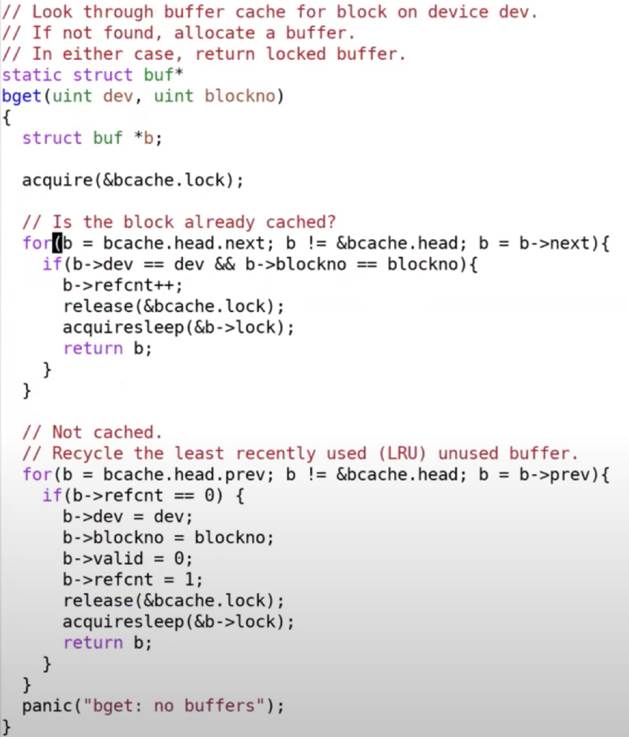 // Look through buffer cache for block on device dev.
// If not found, allocate a buffer.
// In either case, return locked buffer.
static struct buf*
bget(uint dev, uint blockno)
{
  struct buf *b;

  acquire(&bcache.lock);

  // Is the block already cached?
  for(b = bcache.head.next; b != &bcache.head; b = b->next){
    if(b->dev == dev && b->blockno == blockno){
      b->refcnt++;
      release(&bcache.lock);
      acquiresleep(&b->lock);
      return b;
    }
  }

  // Not cached.
  // Recycle the least recently used (LRU) unused buffer.
  for(b = bcache.head.prev; b != &bcache.head; b = b->prev){
    if(b->refcnt == 0) {
      b->dev = dev;
      b->blockno = blockno;
      b->valid = 0;
      b->refcnt = 1;
      release(&bcache.lock);
      acquiresleep(&b->lock);
      return b;
    }
  }
  panic("bget: no buffers");
}